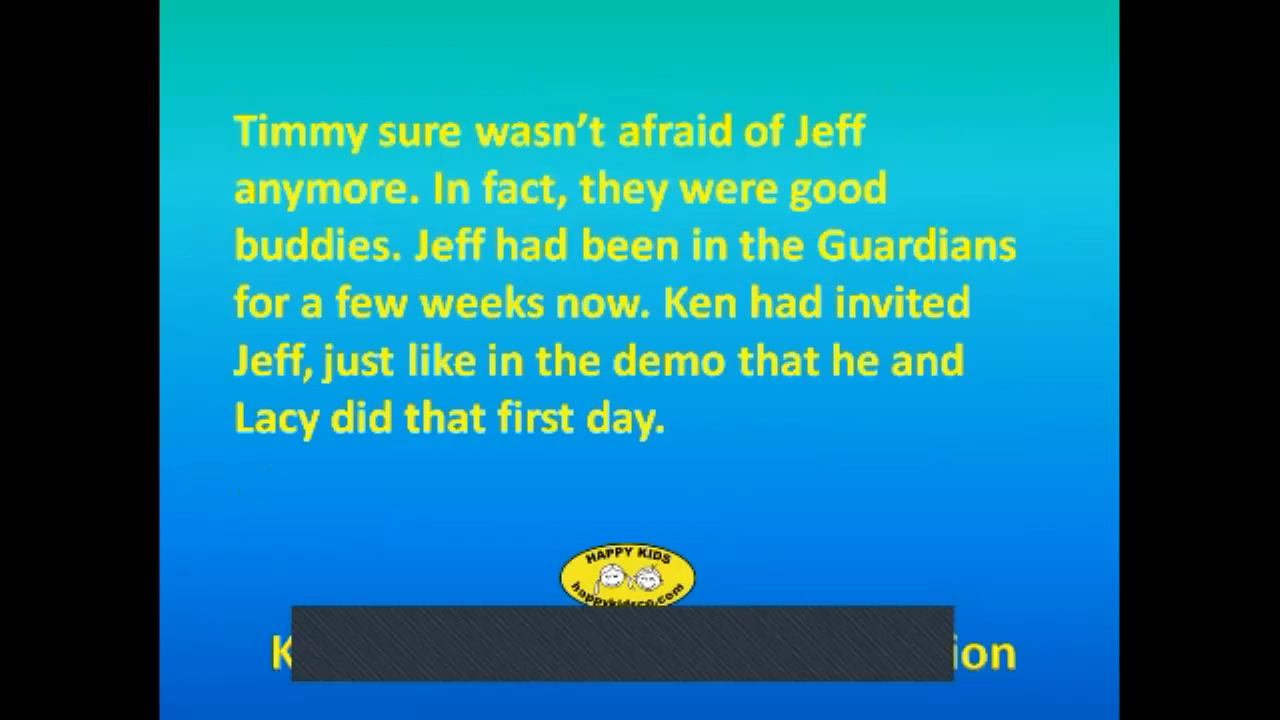 Timmy sure wasn’t afraid of Jeff
anymore. In fact, they were good
buddies. Jeff had been in the Guardians
for a few weeks now. Ken had invited
Jeff, just like in the demo that he and
Lacy did that first day.
HAPPY KIDS
happykidsco.com